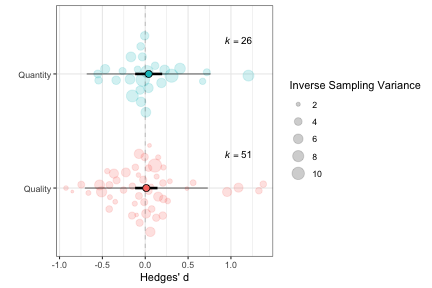 k = 26
Quantity
k = 51
Quality
-1.0 -0.5 0.0 0.5 1.0
Hedges' d
Inverse Sampling Variance
2
4
6
8
10